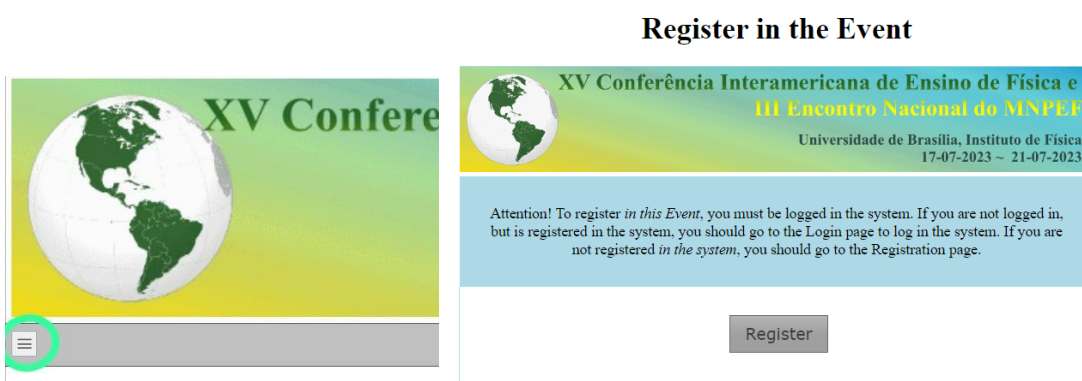 Register in the Event
XV Confere
XV Conferência Interamericana de Ensino de Física e
III Encontro Nacional do MNPEF
Universidade de Brasília, Instituto de Física
17-07-2023 ~ 21-07-2023
Attention! To register in this Event, you must be logged in the system. If you are not logged in,
but is registered in the system, you should go to the Login page to log in the system. If you are
not registered in the system, you should go to the Registration page.
Register